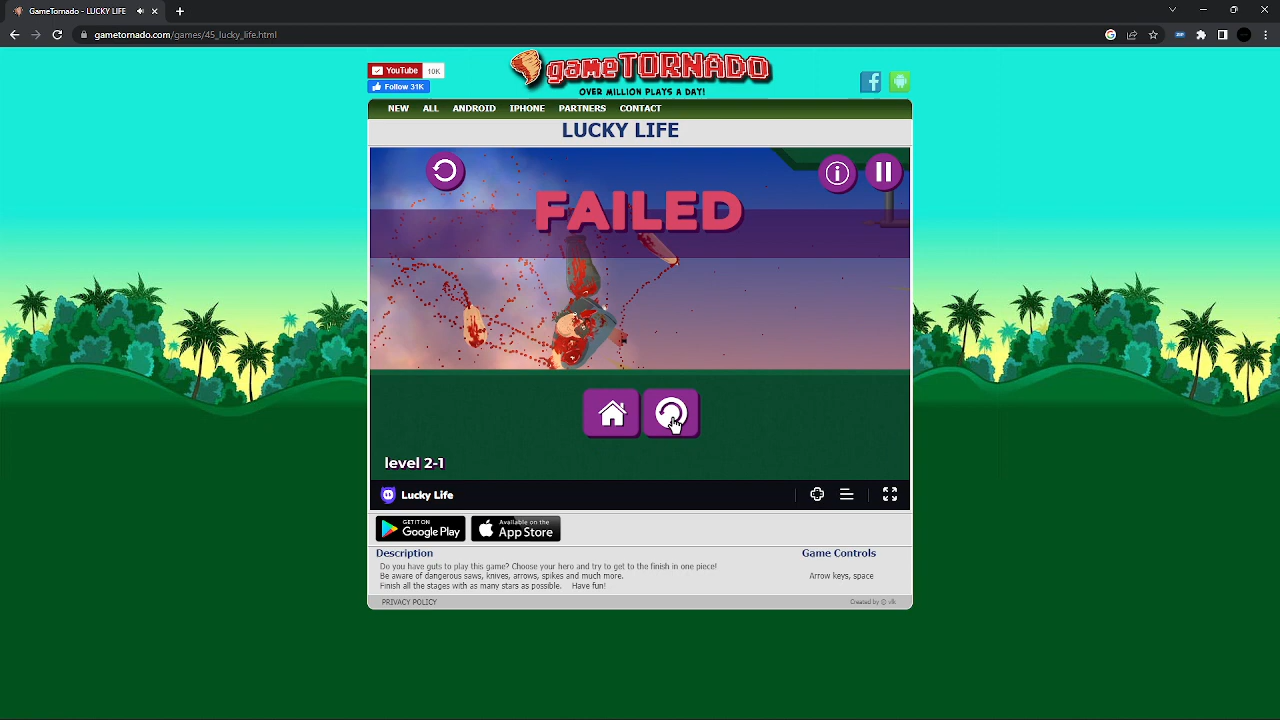 GameTornado - LUCKY LIFE
gametornado.com/games/45_lucky_life.html
YouTube 10K
Follow 31K
gameTORNADO
OVER MILLION PLAYS A DAY!
NEW ALL ANDROID IPHONE PARTNERS CONTACT
LUCKY LIFE
FAILED
level 2-1
Lucky Life
GET IT ON
Google Play
Available on the
App Store
Description
Game Controls
Do you have guts to play this game? Choose your hero and try to get to the finish in one piece!
Be aware of dangerous saws, knives, arrows, spikes and much more.
Arrow keys, space
Finish all the stages with as many stars as possible. Have fun!
PRIVACY POLICY
Created by © vlk